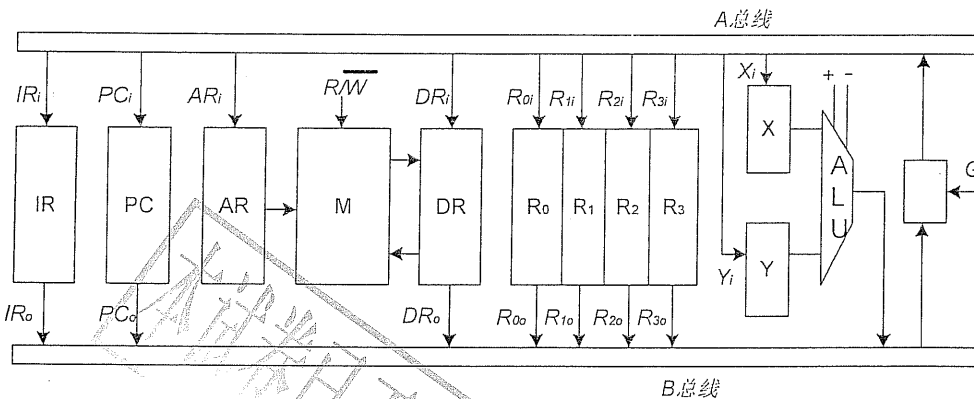 A总线
IRi PCi ARi R/W̅ DRi R0i R1i R2i R3i Xi + -
IR PC AR M DR R0 R1 R2 R3 X ALU G
Yi Y
IRo PCo DRo R0o R1o R2o R3o
B总线